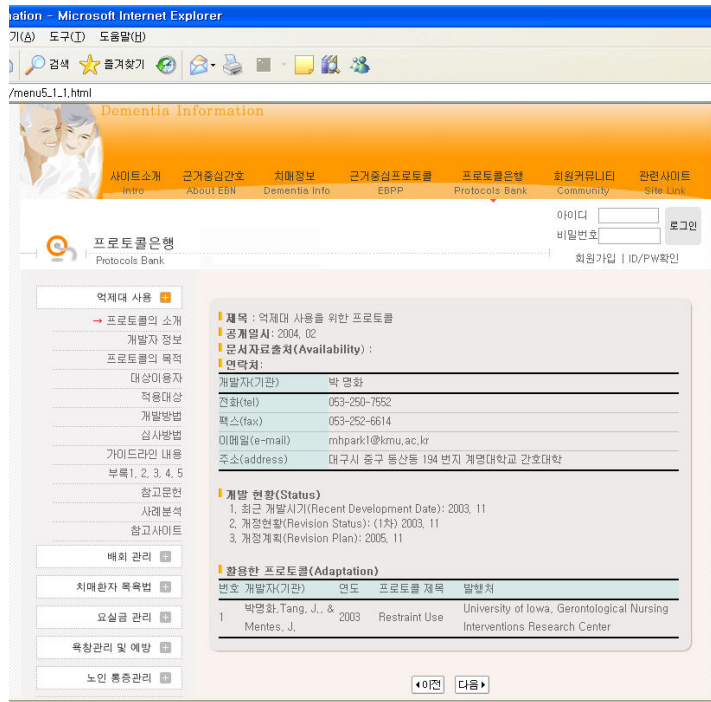 mation - Microsoft Internet Explorer
기(A) 도구(T) 도움말(H)
검색 즐겨찾기
/menu5_1_1.html
Dementia Information
사이트소개 근거중심간호 치매정보 근거중심프로토콜 프로토콜은행 회원커뮤니티 관련사이트
Intro About EBN Dementia Info EBPP Protocols Bank Community Site Link
아이디
비밀번호
로그인
회원가입 | ID/PW확인
프로토콜은행
Protocols Bank
억제대 사용
→ 프로토콜의 소개
개발자 정보
프로토콜의 목적
대상이용자
적용대상
개발방법
심사방법
가이드라인 내용
부록1, 2, 3, 4, 5
참고문헌
사례분석
참고사이트
배회 관리
치매환자 목욕법
요실금 관리
욕창관리 및 예방
노인 통증관리
제목 : 억제대 사용을 위한 프로토콜
공개일시: 2004, 02
문서자료출처(Availability) :
연락처:
개발자(기관) 박 명화
전화(tel) 053-250-7552
팩스(fax) 053-252-6614
이메일(e-mail) mhpark1@kmu.ac.kr
주소(address) 대구시 중구 동산동 194 번지 계명대학교 간호대학
개발 현황(Status)
1. 최근 개발시기(Recent Development Date): 2003, 11
2. 개정현황(Revision Status): (1차) 2003, 11
3. 개정계획(Revision Plan): 2005, 11
활용한 프로토콜(Adaptation)
번호 개발자(기관) 연도 프로토콜 제목 발행처
1 박명화,Tang, J., & Mentes, J. 2003 Restraint Use University of Iowa, Gerontological Nursing Interventions Research Center
이전 다음